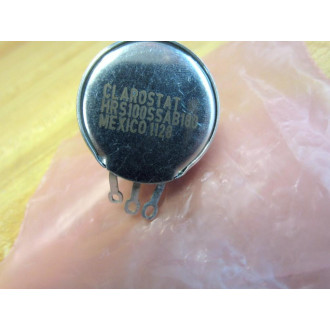 CLAROSTAT
HRS100SSAB100
MEXICO 1128